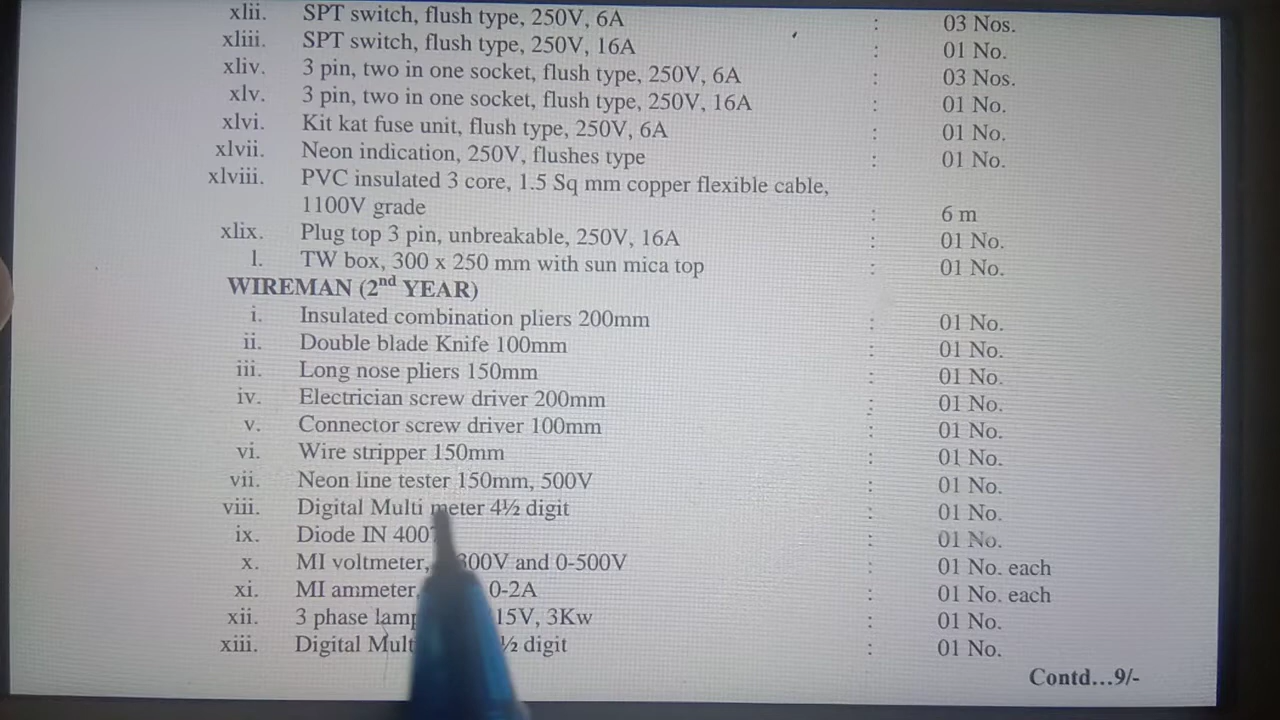 xlii. SPT switch, flush type, 250V, 6A : 03 Nos.
xliii. SPT switch, flush type, 250V, 16A : 01 No.
xliv. 3 pin, two in one socket, flush type, 250V, 6A : 03 Nos.
xlv. 3 pin, two in one socket, flush type, 250V, 16A : 01 No.
xlvi. Kit kat fuse unit, flush type, 250V, 6A : 01 No.
xlvii. Neon indication, 250V, flushes type : 01 No.
xlviii. PVC insulated 3 core, 1.5 Sq mm copper flexible cable,
1100V grade : 6 m
xlix. Plug top 3 pin, unbreakable, 250V, 16A : 01 No.
l. TW box, 300 x 250 mm with sun mica top : 01 No.
WIREMAN (2nd YEAR)
i. Insulated combination pliers 200mm : 01 No.
ii. Double blade Knife 100mm : 01 No.
iii. Long nose pliers 150mm : 01 No.
iv. Electrician screw driver 200mm : 01 No.
v. Connector screw driver 100mm : 01 No.
vi. Wire stripper 150mm : 01 No.
vii. Neon line tester 150mm, 500V : 01 No.
viii. Digital Multi meter 4½ digit : 01 No.
ix. Diode IN : 01 No.
x. MI voltmeter, and 0-500V : 01 No. each
xi. MI ammeter, 0-2A : 01 No. each
xii. 3 phase 3Kw : 01 No.
xiii. Digital digit : 01 No.
Contd...9/-